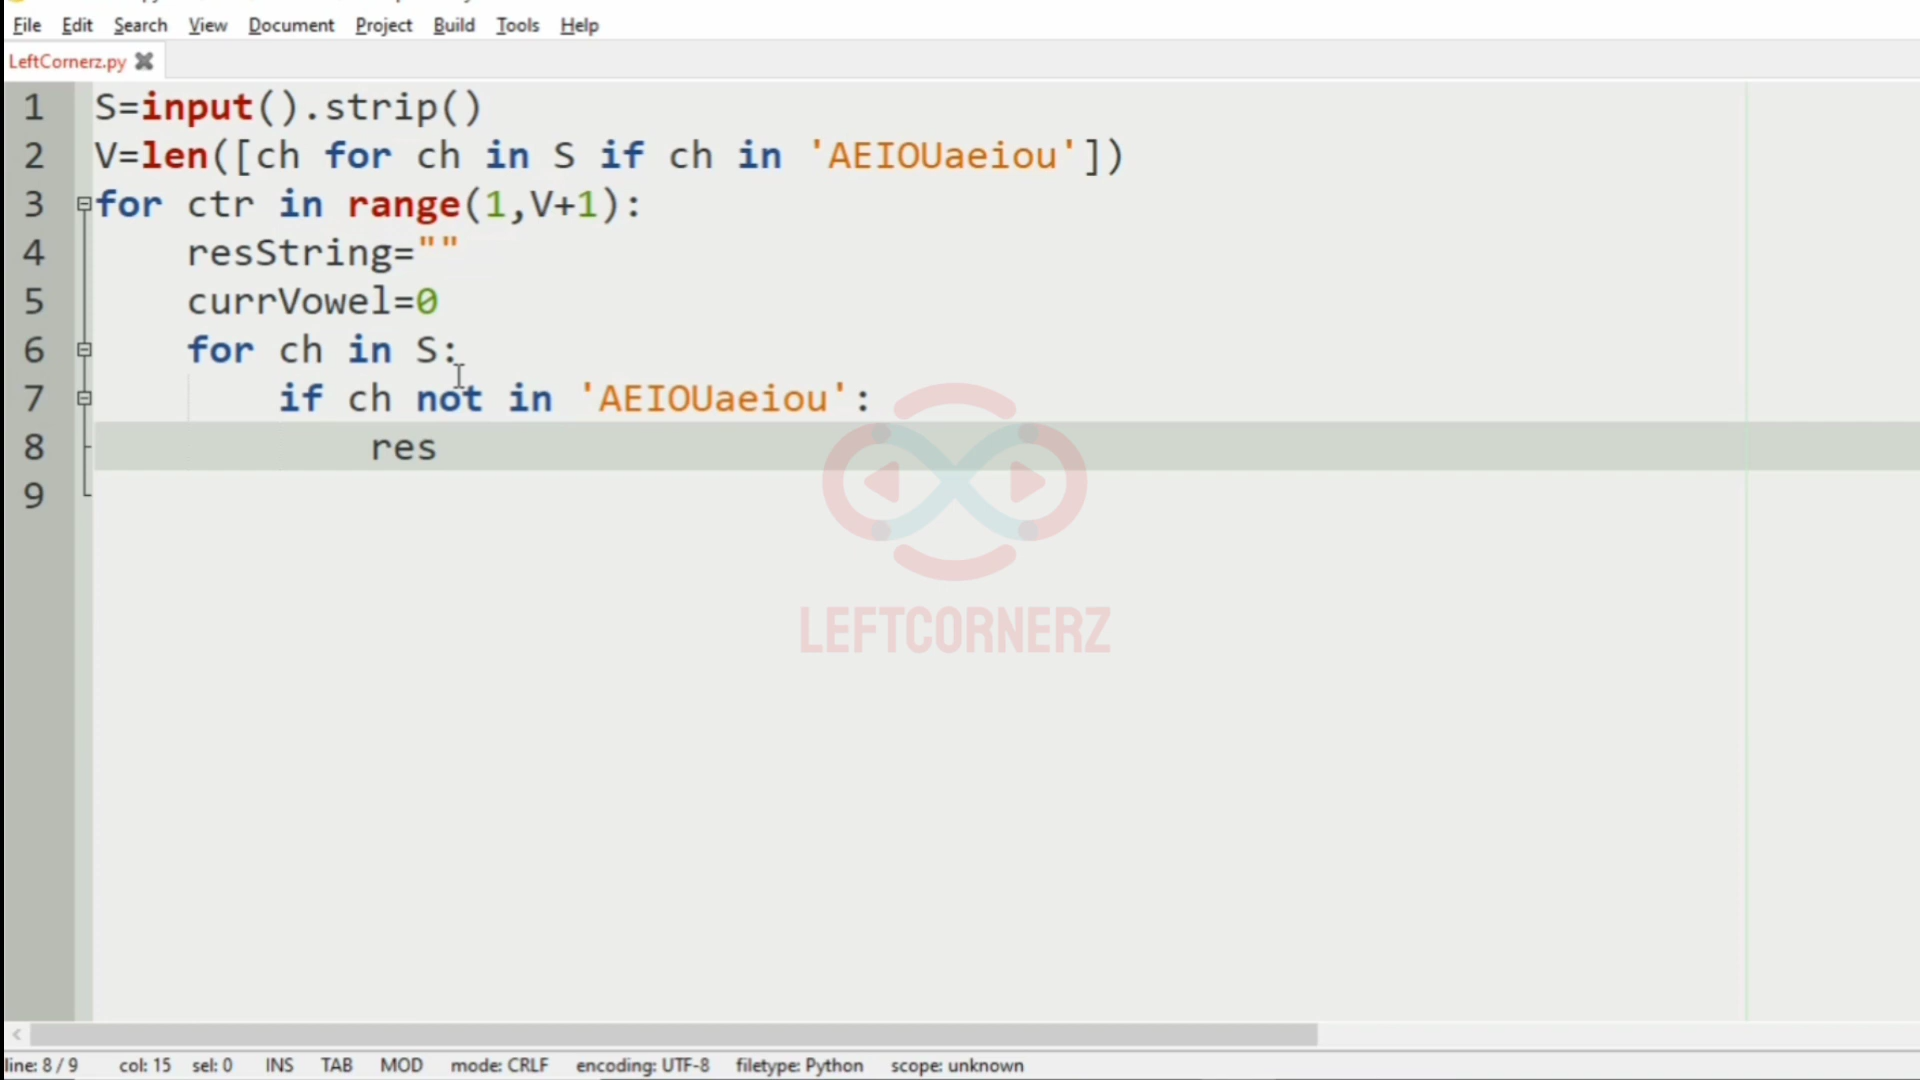 File Edit Search View Document Project Build Tools Help
LeftCornerz.py
1 S=input().strip()
2 V=len([ch for ch in S if ch in 'AEIOUaeiou'])
3 for ctr in range(1,V+1):
4     resString=""
5     currVowel=0
6     for ch in S:
7         if ch not in 'AEIOUaeiou':
8             res
9
LEFTCORNERZ
line: 8 / 9 col: 15 sel: 0 INS TAB MOD mode: CRLF encoding: UTF-8 filetype: Python scope: unknown